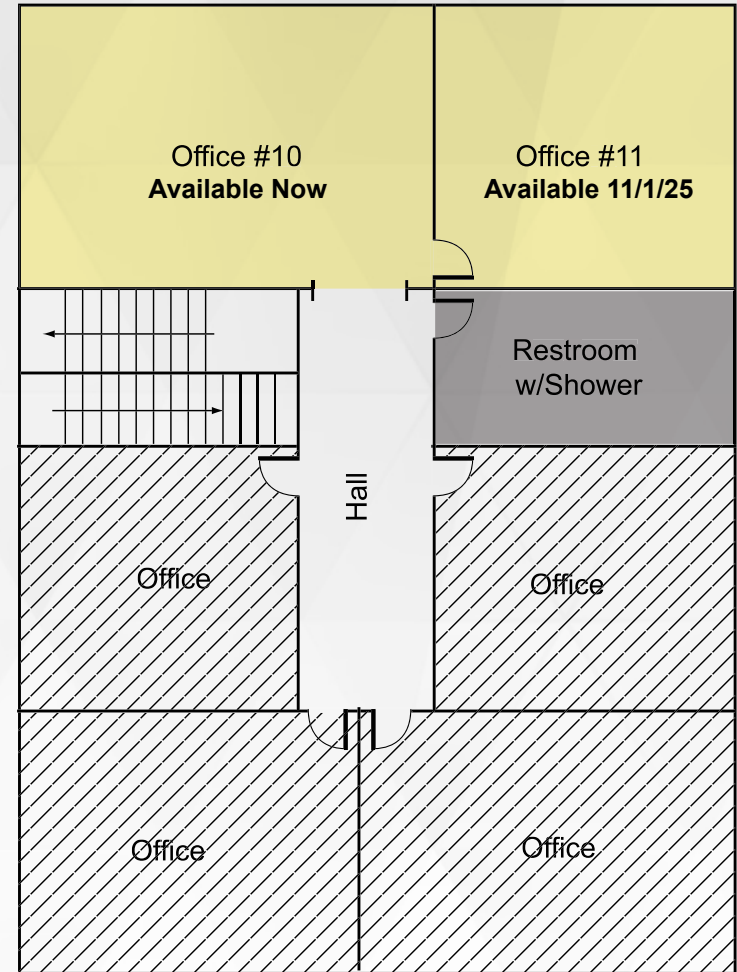 Office #10
Available Now
Office #11
Available 11/1/25
Restroom
w/Shower
Hall
Office
Office
Office
Office